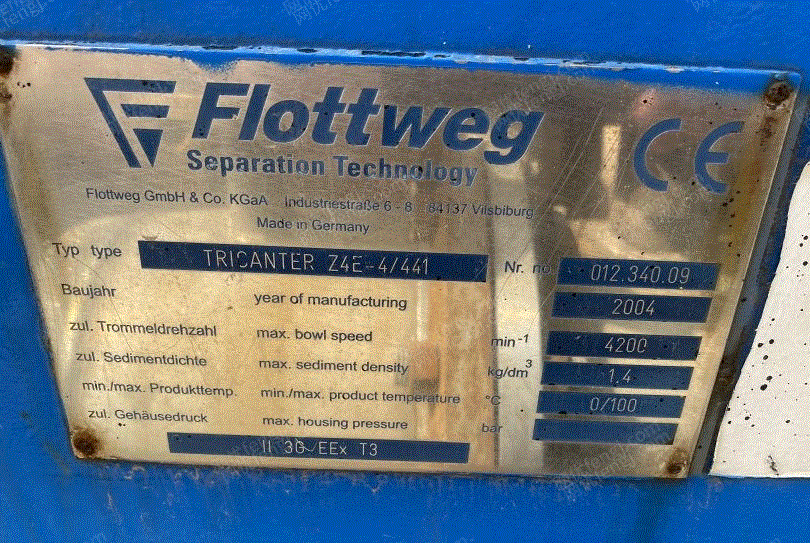 Flottweg
Separation Technology
CE
Flottweg GmbH & Co. KGaA Industriestraße 6 - 8 84137 Vilsbiburg
Made in Germany
Typ type TRICANTER Z4E-4/441 Nr. no. 012.340.09
Baujahr year of manufacturing 2004
zul. Trommeldrehzahl max. bowl speed min-1 4200
zul. Sedimentdichte max. sediment density kg/dm3 1.4
min./max. Produkttemp. min./max. product temperature °C 0/100
zul. Gehäusedruck max. housing pressure bar
II 3G EEx T3